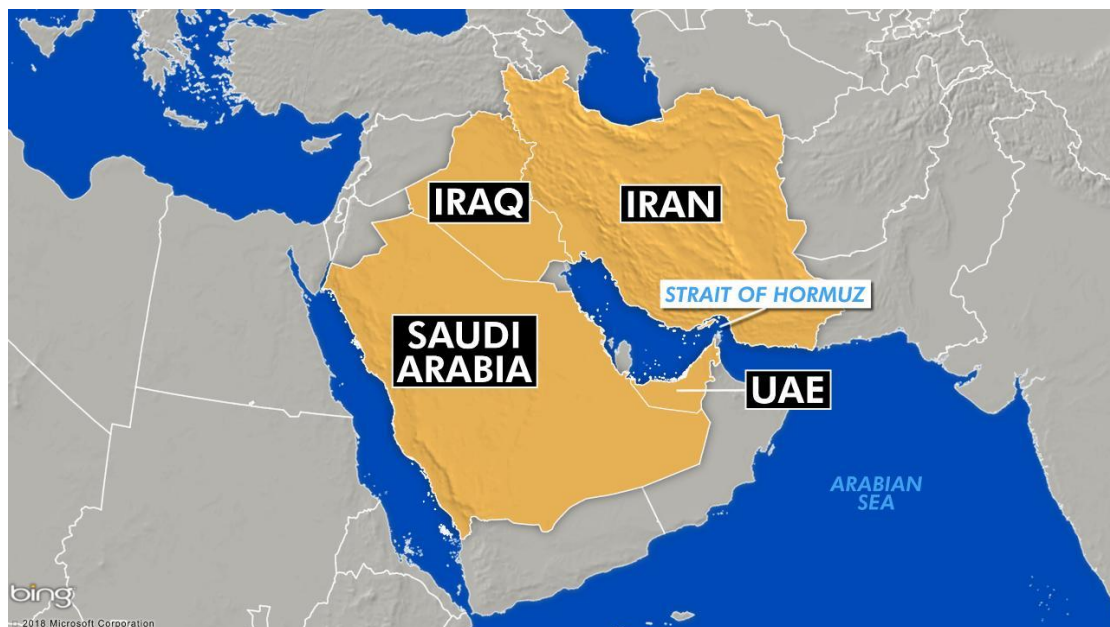 IRAQ
IRAN
STRAIT OF HORMUZ
SAUDI
ARABIA
UAE
ARABIAN
SEA
bing
© 2018 Microsoft Corporation